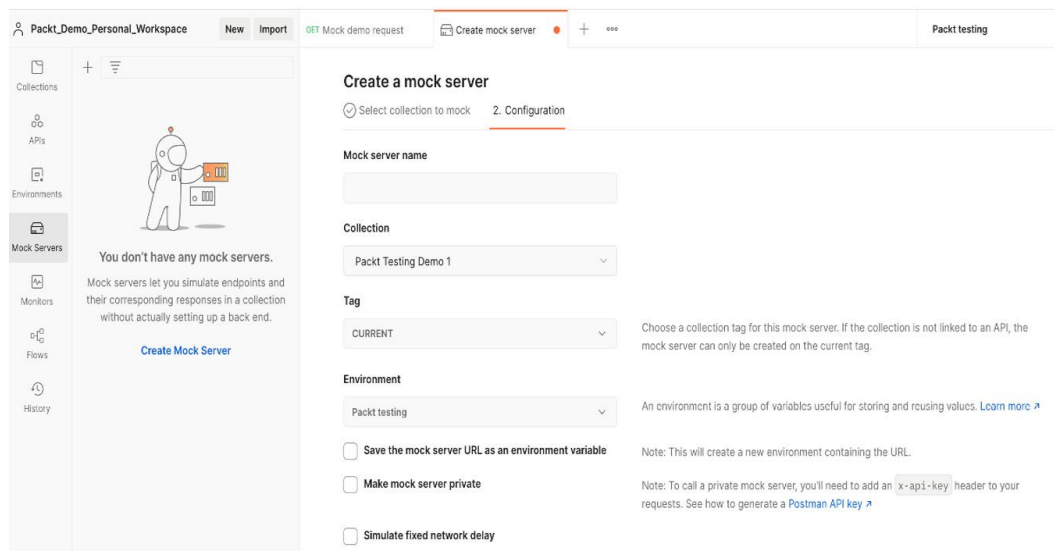 Packt_Demo_Personal_Workspace
New
Import
GET Mock demo request
Create mock server
Packt testing
Collections
APIs
Environments
Mock Servers
Monitors
Flows
History
You don't have any mock servers.
Mock servers let you simulate endpoints and
their corresponding responses in a collection
without actually setting up a back end.
Create Mock Server
Create a mock server
Select collection to mock
2. Configuration
Mock server name
Collection
Packt Testing Demo 1
Tag
CURRENT
Choose a collection tag for this mock server. If the collection is not linked to an API, the
mock server can only be created on the current tag.
Environment
Packt testing
An environment is a group of variables useful for storing and reusing values. Learn more ↗
Save the mock server URL as an environment variable
Note: This will create a new environment containing the URL.
Make mock server private
Note: To call a private mock server, you'll need to add an x-api-key header to your
requests. See how to generate a Postman API key ↗
Simulate fixed network delay